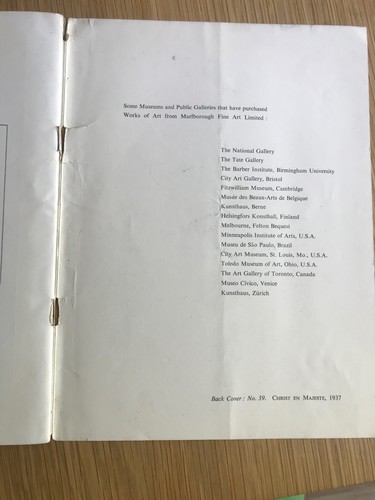 Some Museums and Public Galleries that have purchased
Works of Art from Marlborough Fine Art Limited :
The National Gallery
The Tate Gallery
The Barber Institute, Birmingham University
City Art Gallery, Bristol
Fitzwilliam Museum, Cambridge
Musée des Beaux-Arts de Belgique
Kunsthaus, Berne
Helsingfors Konsthall, Finland
Melbourne, Felton Bequest
Minneapolis Institute of Arts, U.S.A.
Museu de São Paulo, Brazil
City Art Museum, St. Louis, Mo., U.S.A.
Toledo Museum of Art, Ohio, U.S.A.
The Art Gallery of Toronto, Canada
Museo Civico, Venice
Kunsthaus, Zürich
Back Cover : No. 39. CHRIST EN MAJESTE, 1937